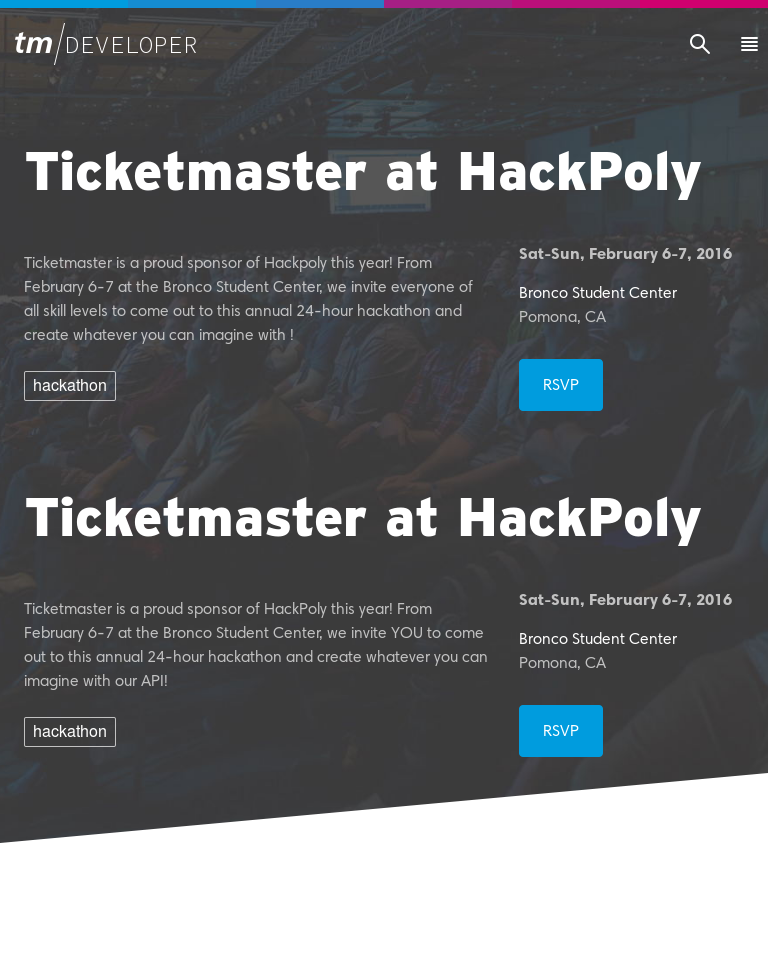 tm/DEVELOPER
Ticketmaster at HackPoly
Ticketmaster is a proud sponsor of Hackpoly this year! From
February 6-7 at the Bronco Student Center, we invite everyone of
all skill levels to come out to this annual 24-hour hackathon and
create whatever you can imagine with !
hackathon
Sat-Sun, February 6-7, 2016
Bronco Student Center
Pomona, CA
RSVP
Ticketmaster at HackPoly
Ticketmaster is a proud sponsor of HackPoly this year! From
February 6-7 at the Bronco Student Center, we invite YOU to come
out to this annual 24-hour hackathon and create whatever you can
imagine with our API!
hackathon
Sat-Sun, February 6-7, 2016
Bronco Student Center
Pomona, CA
RSVP